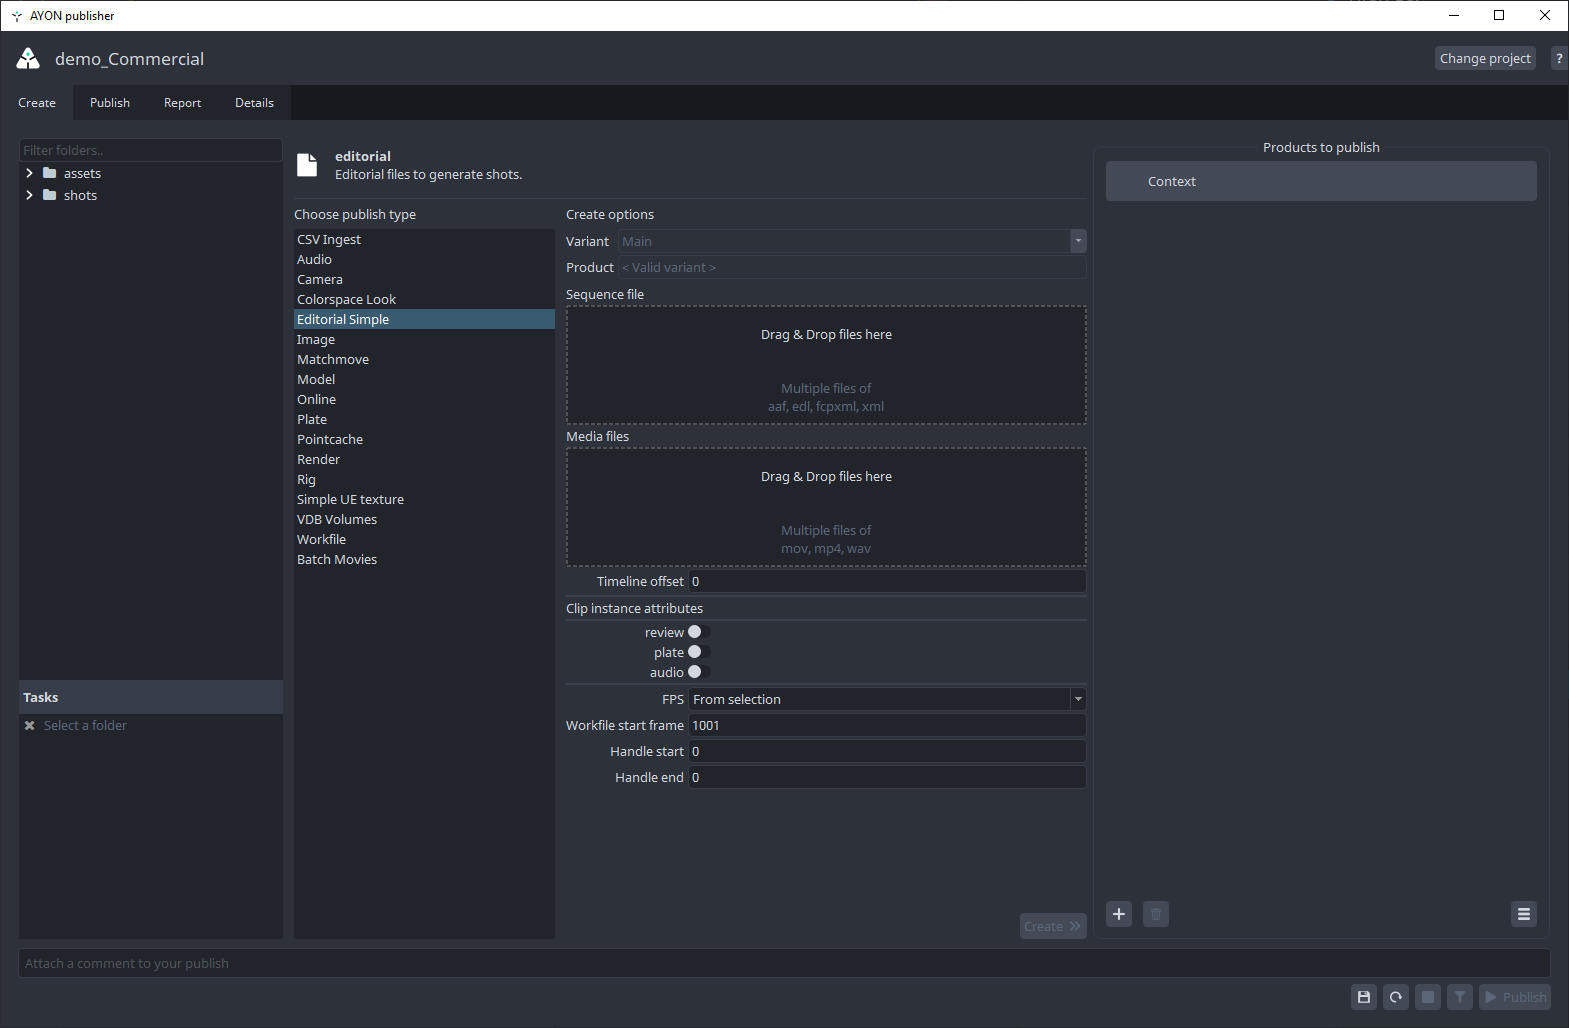 AYON publisher
demo_Commercial
Change project
?
Create
Publish
Report
Details
Filter folders..
assets
shots
Tasks
Select a folder
editorial
Editorial files to generate shots.
Choose publish type
CSV Ingest
Audio
Camera
Colorspace Look
Editorial Simple
Image
Matchmove
Model
Online
Plate
Pointcache
Render
Rig
Simple UE texture
VDB Volumes
Workfile
Batch Movies
Create options
Variant Main
Product < Valid variant >
Sequence file
Drag & Drop files here
Multiple files of
aaf, edl, fcpxml, xml
Media files
Drag & Drop files here
Multiple files of
mov, mp4, wav
Timeline offset 0
Clip instance attributes
review
plate
audio
FPS From selection
Workfile start frame 1001
Handle start 0
Handle end 0
Create
Products to publish
Context
Attach a comment to your publish
Publish